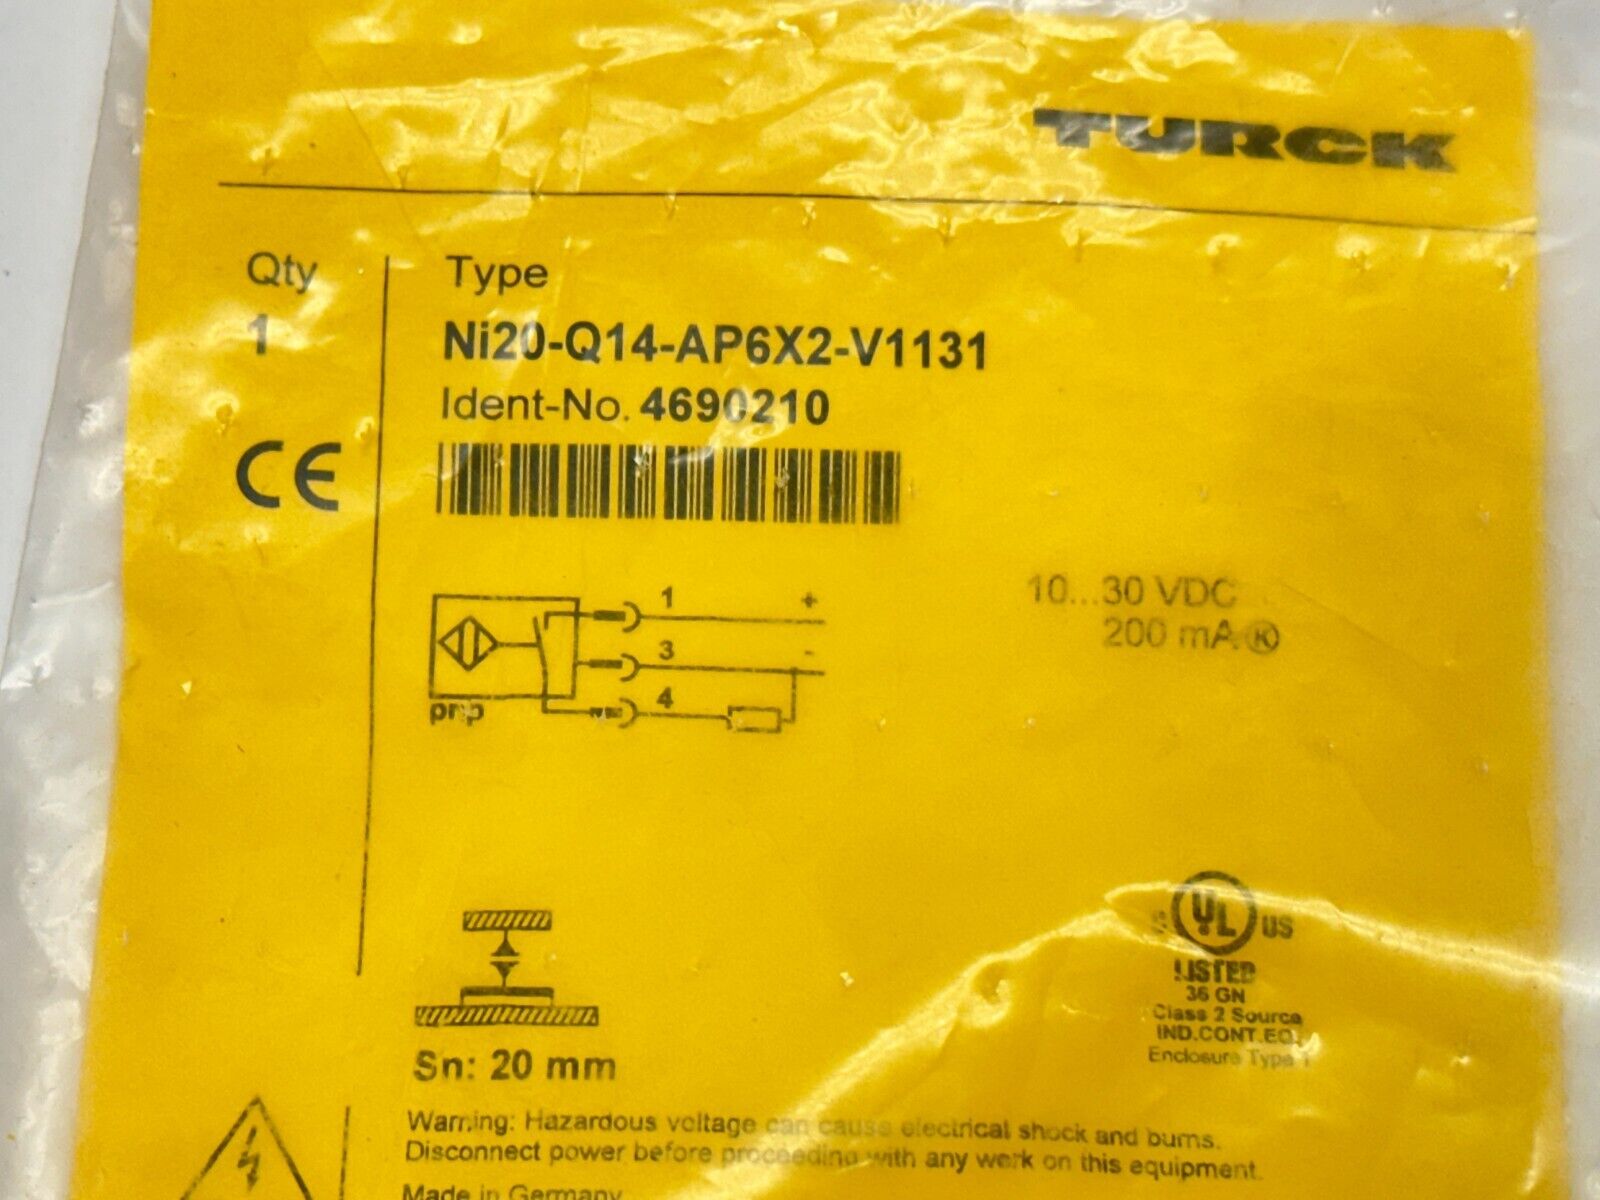 TURCK
Qty
Type
1
Ni20-Q14-AP6X2-V1131
Ident-No. 4690210
CE
1 +
3 -
4
pnp
10...30 VDC
200 mA K
C UL US
LISTED
36 GN
Class 2 Source
IND.CONT.EQ.
Enclosure Type 1
Sn: 20 mm
Warning: Hazardous voltage can cause electrical shock and burns.
Disconnect power before proceeding with any work on this equipment.
Made in Germany